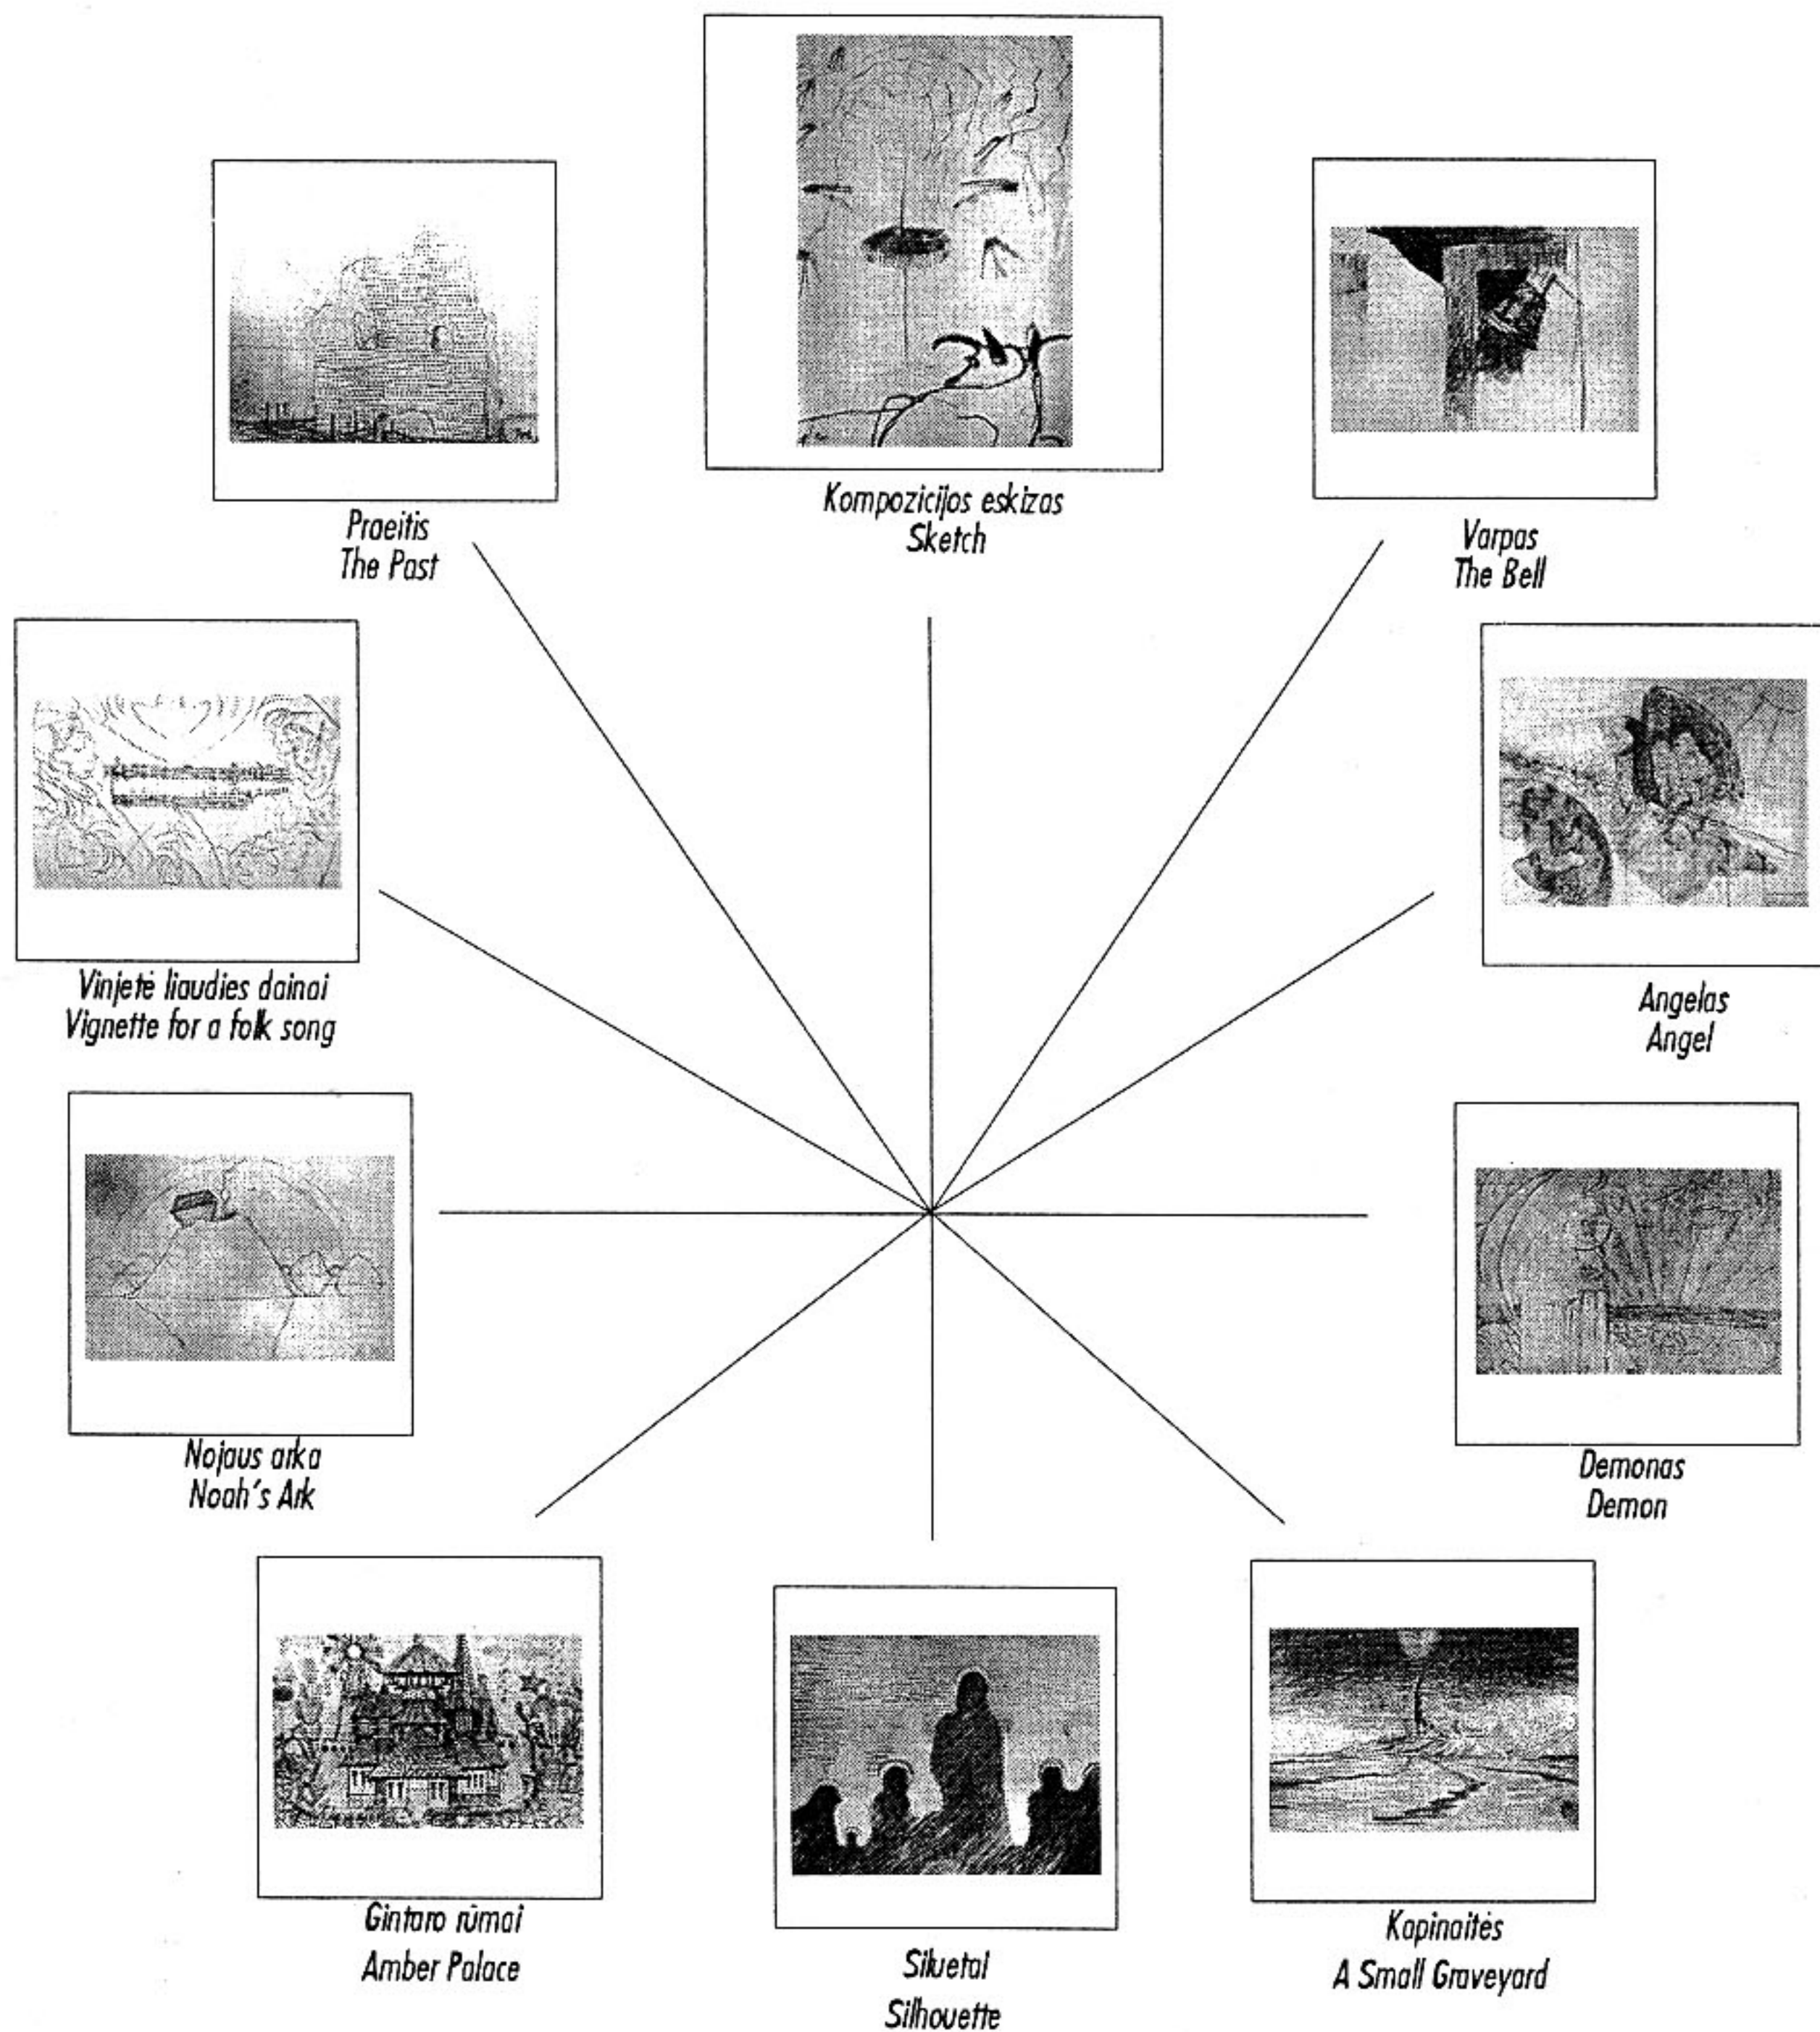 Kompozicijos eskizas
Sketch
Praeitis
The Past
Varpas
The Bell
Vinjetė liaudies dainai
Vignette for a folk song
Angelas
Angel
Nojaus arka
Noah's Ark
Demonas
Demon
Gintaro rūmai
Amber Palace
Siluetai
Silhouette
Kapinaitės
A Small Graveyard